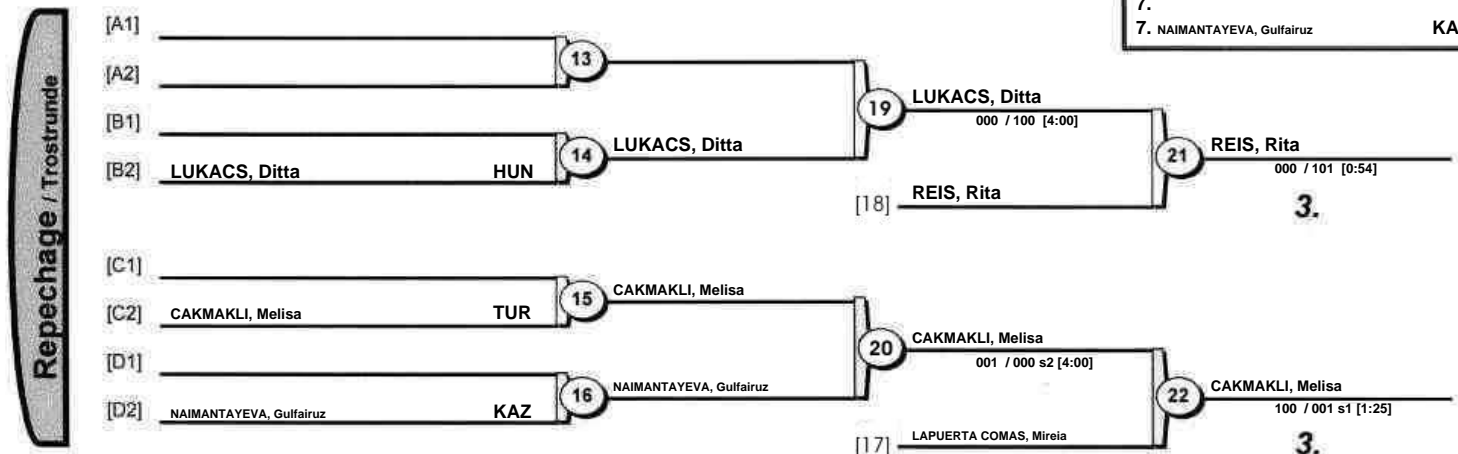 7.
7. NAIMANTAYEVA, Gulfairuz KA
Repechage / Trostrunde
[A1]
13
[A2]
19 LUKACS, Ditta
000 / 100 [4:00]
[B1]
14 LUKACS, Ditta
21 REIS, Rita
000 / 101 [0:54]
[B2] LUKACS, Ditta HUN
[18] REIS, Rita
3.
[C1]
15 CAKMAKLI, Melisa
[C2] CAKMAKLI, Melisa TUR
20 CAKMAKLI, Melisa
001 / 000 s2 [4:00]
[D1]
16 NAIMANTAYEVA, Gulfairuz
22 CAKMAKLI, Melisa
100 / 001 s1 [1:25]
[D2] NAIMANTAYEVA, Gulfairuz KAZ
[17] LAPUERTA COMAS, Mireia
3.